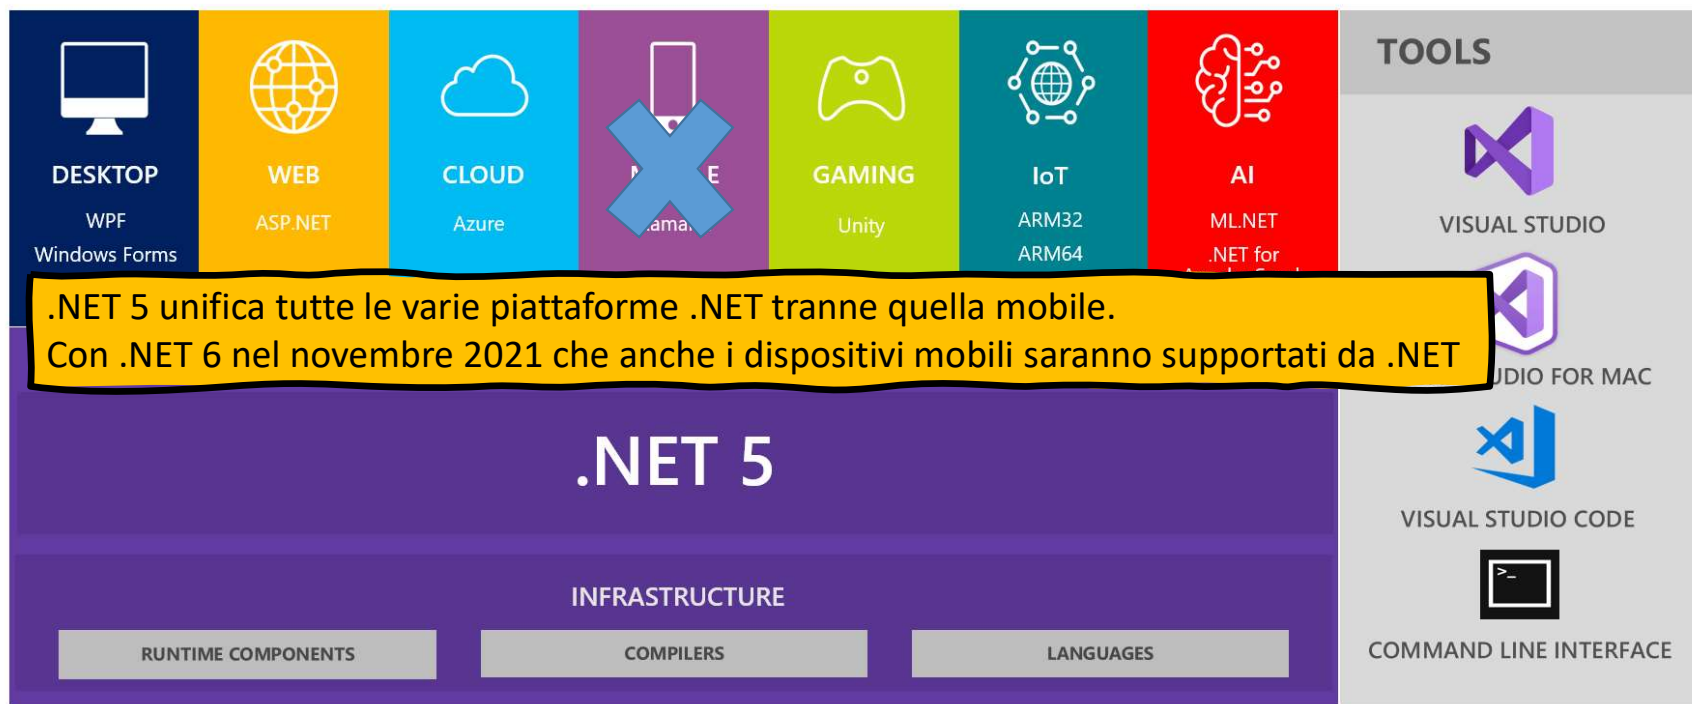 DESKTOP
WPF
Windows Forms
WEB
ASP.NET
CLOUD
Azure
GAMING
Unity
IoT
ARM32
ARM64
AI
ML.NET
.NET for
.NET 5 unifica tutte le varie piattaforme .NET tranne quella mobile.
Con .NET 6 nel novembre 2021 che anche i dispositivi mobili saranno supportati da .NET
.NET 5
INFRASTRUCTURE
RUNTIME COMPONENTS
COMPILERS
LANGUAGES
TOOLS
VISUAL STUDIO
FOR MAC
VISUAL STUDIO CODE
>_
COMMAND LINE INTERFACE